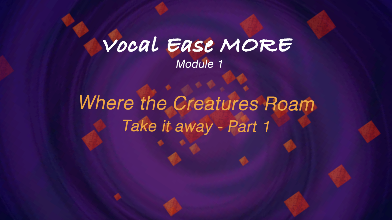 Vocal Ease MORE
Module 1
Where the Creatures Roam
Take it away - Part 1